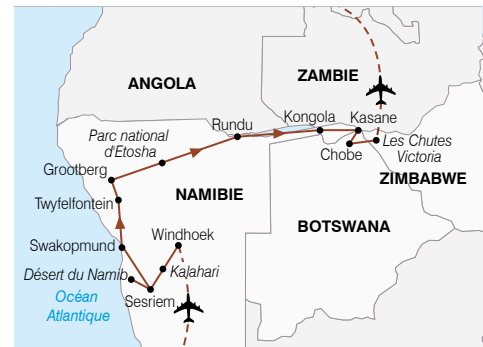 ANGOLA
ZAMBIE
Kongola
Kasane
Rundu
Parc national
d'Etosha
Les Chutes
Victoria
Chobe
Grootberg
ZIMBABWE
NAMIBIE
Twyfelfontein
BOTSWANA
Windhoek
Swakopmund
Désert du Namib
Kalahari
Océan
Atlantique
Sesriem